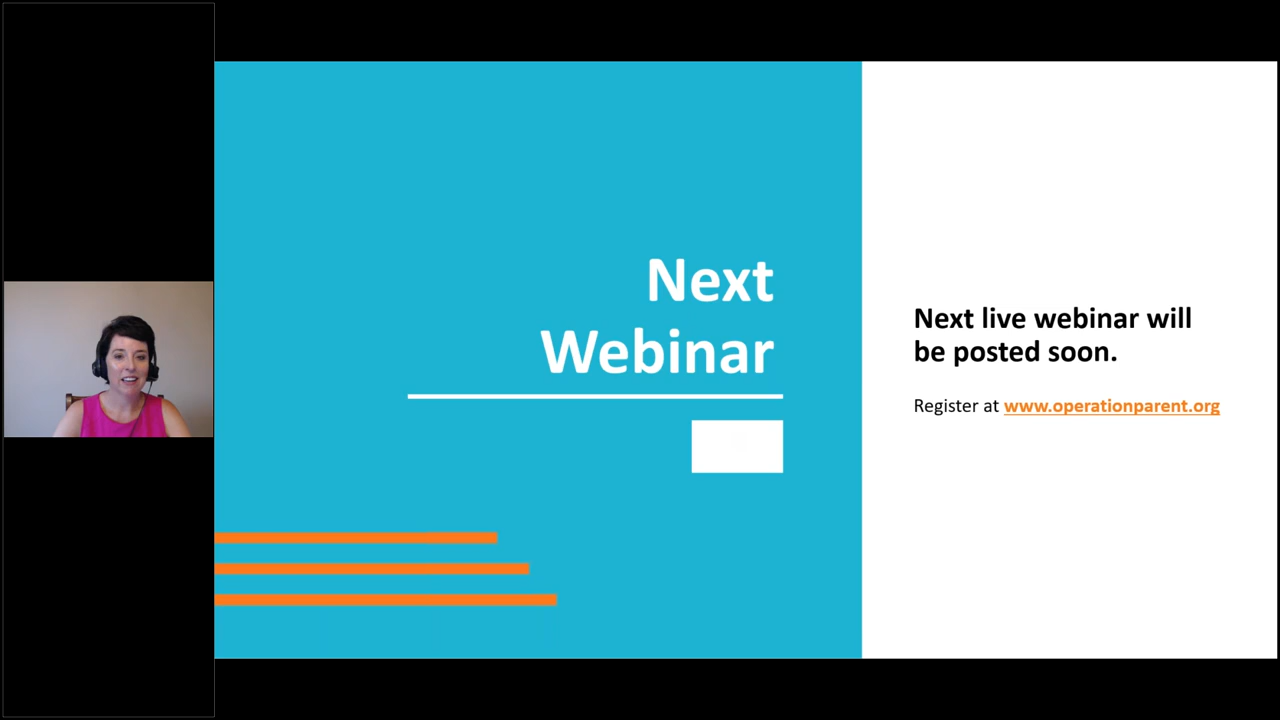 Next
Webinar
Next live webinar will
be posted soon.
Register at www.operationparent.org